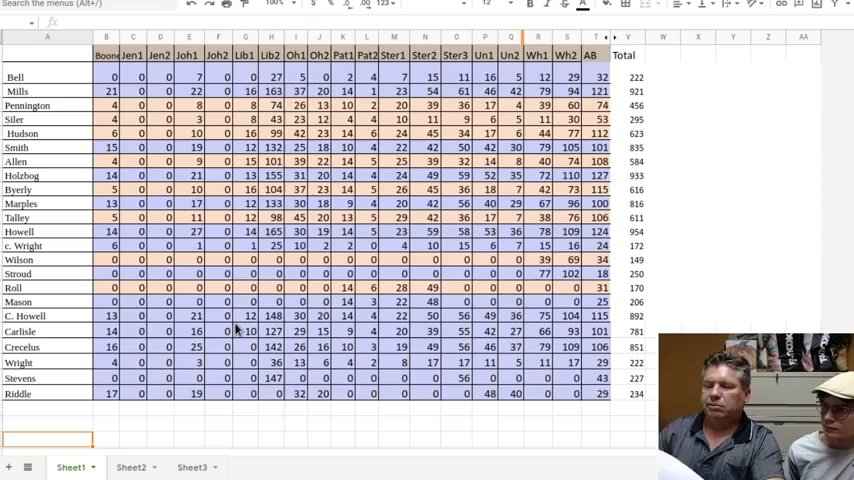 Search the menus (Alt+/)
100% $ % .0 .00 123 12 B I S A
fx
A B C D E F G H I J K L M N O P Q R S T V W X Y Z AA
Boone Jen1 Jen2 Joh1 Joh2 Lib1 Lib2 Oh1 Oh2 Pat1 Pat2 Ster1 Ster2 Ster3 Un1 Un2 Wh1 Wh2 AB Total
Bell 0 0 0 7 0 0 27 5 0 2 4 7 15 11 16 5 12 29 32 222
Mills 21 0 0 22 0 16 163 37 20 14 1 23 54 61 46 42 79 94 121 921
Pennington 4 0 0 8 0 8 74 26 13 10 2 20 39 36 17 4 39 60 74 456
Siler 4 0 0 3 0 8 43 23 12 4 4 10 11 9 6 5 11 30 53 295
Hudson 6 0 0 10 0 16 99 42 23 14 6 24 45 34 17 6 44 77 112 623
Smith 15 0 0 19 0 12 132 25 18 10 4 22 42 50 42 30 79 105 101 835
Allen 4 0 0 9 0 15 101 39 22 14 5 25 39 32 14 8 40 74 108 584
Holzbog 14 0 0 21 0 13 155 31 20 14 4 24 49 59 52 35 72 110 127 933
Byerly 5 0 0 10 0 16 104 37 23 14 5 26 45 36 18 7 42 73 115 616
Marples 13 0 0 17 0 12 133 30 18 9 4 20 42 56 40 29 67 96 100 816
Talley 5 0 0 11 0 12 98 45 20 13 5 29 42 36 17 7 38 76 106 611
Howell 14 0 0 27 0 14 165 30 19 14 5 23 59 58 53 36 78 109 124 954
c. Wright 6 0 0 1 0 1 25 10 2 2 0 4 10 15 6 7 15 16 24 172
Wilson 0 0 0 0 0 0 0 0 0 0 0 0 0 0 0 0 39 69 34 149
Stroud 0 0 0 0 0 0 0 0 0 0 0 0 0 0 0 0 77 102 18 250
Roll 0 0 0 0 0 0 0 0 0 14 6 28 49 0 0 0 0 0 31 170
Mason 0 0 0 0 0 0 0 0 0 14 3 22 48 0 0 0 0 0 25 206
C. Howell 13 0 0 21 0 12 148 30 20 14 4 22 50 56 49 36 75 104 115 892
Carlisle 14 0 0 16 0 10 127 29 15 9 4 20 39 55 42 27 66 93 101 781
Crecelus 16 0 0 25 0 0 142 26 16 10 3 19 49 56 46 37 79 109 106 851
Wright 4 0 0 3 0 0 36 13 6 4 2 8 17 17 11 5 11 17 29 222
Stevens 0 0 0 0 0 0 147 0 0 0 0 0 0 56 0 0 0 0 43 227
Riddle 17 0 0 19 0 0 0 32 20 0 0 0 0 0 48 40 0 0 29 234
Sheet1 Sheet2 Sheet3